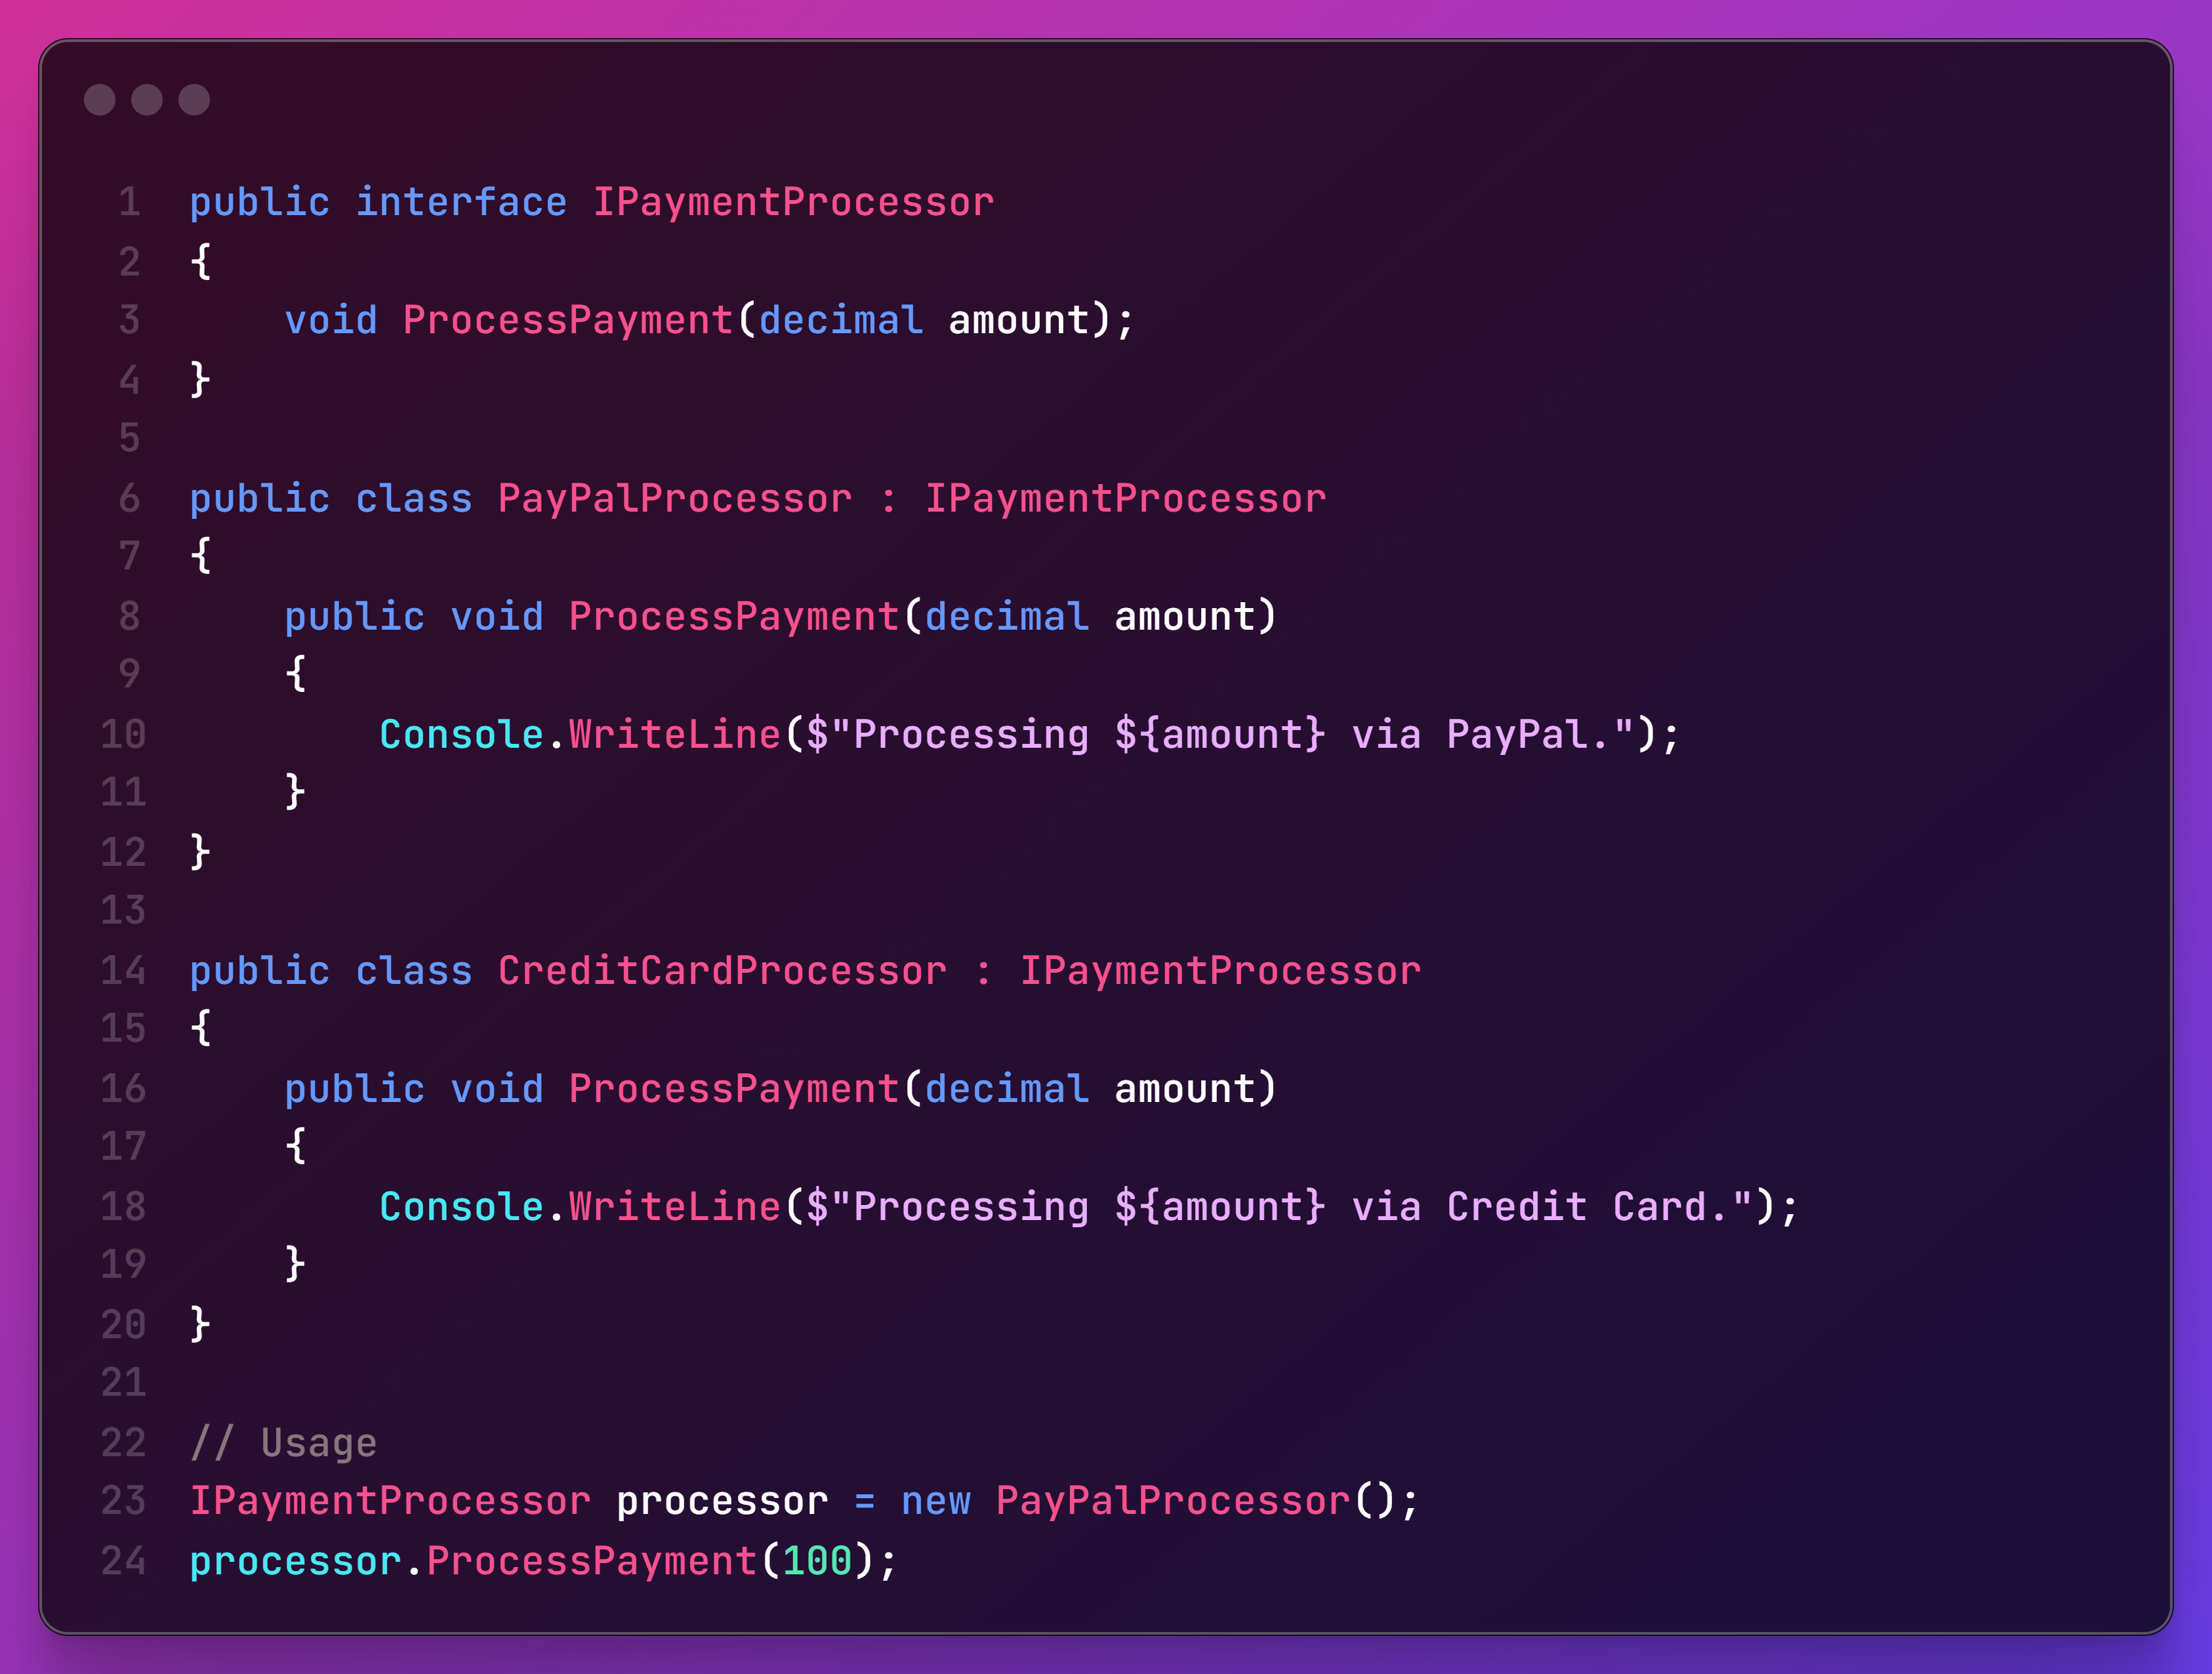 1 public interface IPaymentProcessor
2 {
3     void ProcessPayment(decimal amount);
4 }
5
6 public class PayPalProcessor : IPaymentProcessor
7 {
8     public void ProcessPayment(decimal amount)
9     {
10         Console.WriteLine($"Processing ${amount} via PayPal.");
11     }
12 }
13
14 public class CreditCardProcessor : IPaymentProcessor
15 {
16     public void ProcessPayment(decimal amount)
17     {
18         Console.WriteLine($"Processing ${amount} via Credit Card.");
19     }
20 }
21
22 // Usage
23 IPaymentProcessor processor = new PayPalProcessor();
24 processor.ProcessPayment(100);